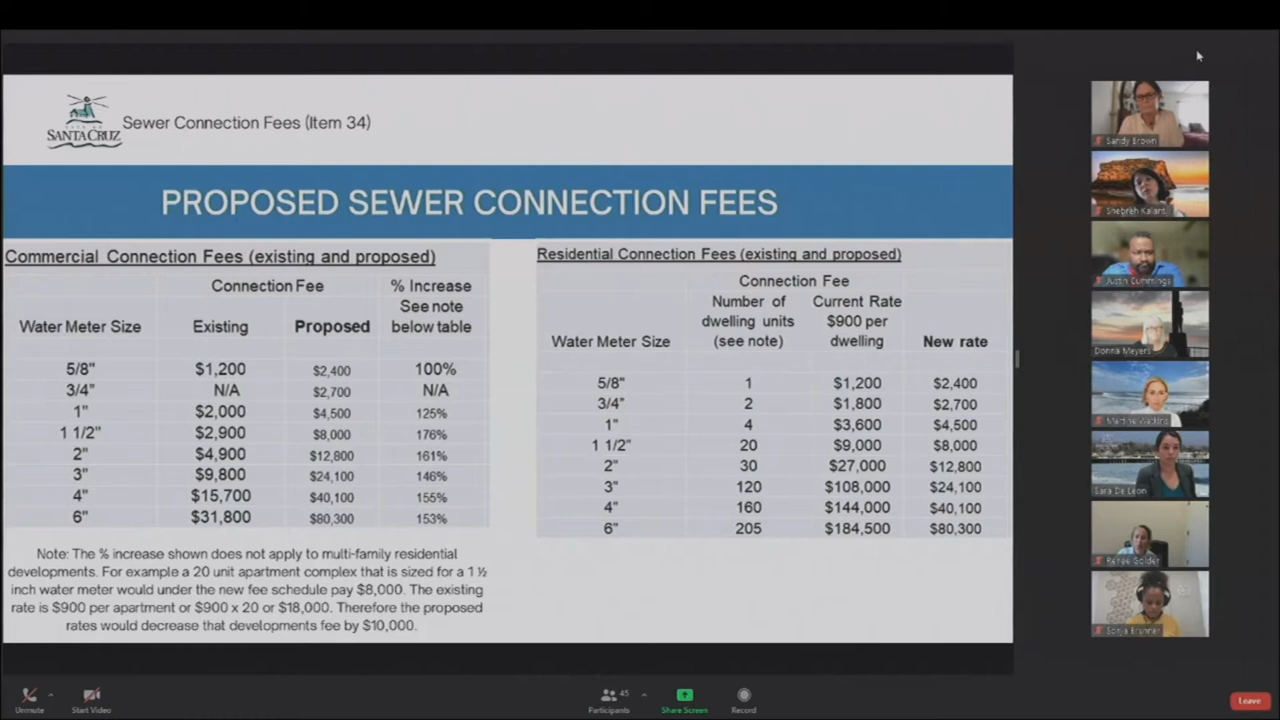 CITY OF
SANTA CRUZ
Sewer Connection Fees (Item 34)
PROPOSED SEWER CONNECTION FEES
Commercial Connection Fees (existing and proposed)
Connection Fee
% Increase
See note
below table
Water Meter Size Existing Proposed
5/8" $1,200 $2,400 100%
3/4" N/A $2,700 N/A
1" $2,000 $4,500 125%
1 1/2" $2,900 $8,000 176%
2" $4,900 $12,800 161%
3" $9,800 $24,100 146%
4" $15,700 $40,100 155%
6" $31,800 $80,300 153%
Note: The % increase shown does not apply to multi-family residential
developments. For example a 20 unit apartment complex that is sized for a 1 ½
inch water meter would under the new fee schedule pay $8,000. The existing
rate is $900 per apartment or $900 x 20 or $18,000. Therefore the proposed
rates would decrease that developments fee by $10,000.
Residential Connection Fees (existing and proposed)
Connection Fee
Number of Current Rate
dwelling units $900 per
Water Meter Size (see note) dwelling New rate
5/8" 1 $1,200 $2,400
3/4" 2 $1,800 $2,700
1" 4 $3,600 $4,500
1 1/2" 20 $9,000 $8,000
2" 30 $27,000 $12,800
3" 120 $108,000 $24,100
4" 160 $144,000 $40,100
6" 205 $184,500 $80,300
Sandy Brown
Shebreh Kalant
Justin Cummings
Donna Meyers
Martine Watkins
Sara De Leon
Renee Golder
Sonja Brunner
Unmute
Start Video
45
Participants
Share Screen
Record
Leave